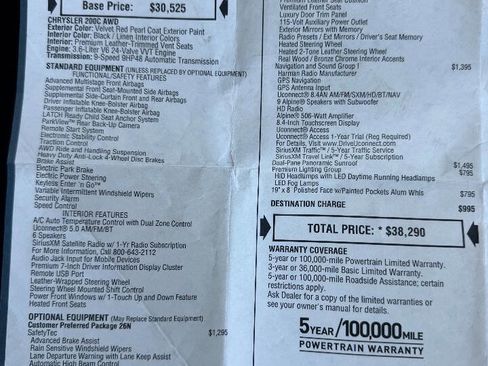 Base Price: $30,525
CHRYSLER 200C AWD
Exterior Color: Velvet Red Pearl Coat Exterior Paint
Interior Color: Black / Linen Interior Colors
Interior: Premium Leather-Trimmed Vent Seats
Engine: 3.6-Liter V6 24-Valve VVT Engine
Transmission: 9-Speed 9HP48 Automatic Transmission
STANDARD EQUIPMENT (UNLESS REPLACED BY OPTIONAL EQUIPMENT)
FUNCTIONAL/SAFETY FEATURES
Advanced Multistage Front Airbags
Supplemental Front Seat-Mounted Side Airbags
Supplemental Side-Curtain Front and Rear Airbags
Driver Inflatable Knee-Bolster Airbag
Passenger Inflatable Knee-Bolster Airbag
LATCH Ready Child Seat Anchor System
ParkView™ Rear Back-Up Camera
Remote Start System
Electronic Stability Control
Traction Control
AWD Ride and Handling Suspension
Heavy Duty Anti-Lock 4-Wheel Disc Brakes
Brake Assist
Electric Park Brake
Electric Power Steering
Keyless Enter 'n Go™
Variable Intermittent Windshield Wipers
Security Alarm
Speed Control
INTERIOR FEATURES
A/C Auto Temperature Control with Dual Zone Control
Uconnect® 5.0 AM/FM/BT
6 Speakers
SiriusXM Satellite Radio w/ 1-Yr Radio Subscription
For More Information, Call 800-643-2112
Audio Jack Input for Mobile Devices
Premium 7-Inch Driver Information Display Cluster
Remote USB Port
Leather-Wrapped Steering Wheel
Steering Wheel Mounted Shift Control
Power Front Windows w/ 1-Touch Up and Down Feature
Heated Front Seats
OPTIONAL EQUIPMENT (May Replace Standard Equipment)
Customer Preferred Package 26N
SafetyTec $1,295
Advanced Brake Assist
Rain Sensitive Windshield Wipers
Lane Departure Warning with Lane Keep Assist
Automatic High Beam Control
Premium Leather Seat Cushion
Ventilated Front Seats
Luxury Door Trim Panel
115-Volt Auxiliary Power Outlet
Exterior Mirrors with Memory
Radio Presets / Ext Mirrors / Driver's Seat Memory
Heated Steering Wheel
Heated 2-Tone Leather Steering Wheel
Real Wood / Bronze Chrome Interior Accents
Navigation and Sound Group I $1,395
Harman Radio Manufacturer
GPS Navigation
GPS Antenna Input
Uconnect® 8.4AN AM/FM/SXM/HD/BT/NAV
9 Alpine® Speakers with Subwoofer
HD Radio
Alpine® 506-Watt Amplifier
8.4-Inch Touchscreen Display
Uconnect® Access
Uconnect® Access 1-Year Trial (Reg Required)
For Details, Visit www.DriveUconnect.com
SiriusXM Traffic™ / 5-Year Traffic Service
SiriusXM Travel Link™ / 5-Year Subscription
Dual-Pane Panoramic Sunroof $1,495
Premium Lighting Group $795
HID Headlamps with LED Daytime Running Headlamps
LED Fog Lamps
19" x 8" Polished Face w/Painted Pockets Alum Whls $795
DESTINATION CHARGE $995
TOTAL PRICE: * $38,290
WARRANTY COVERAGE
5-year or 100,000-mile Powertrain Limited Warranty.
3-year or 36,000-mile Basic Limited Warranty.
5-year or 100,000-mile Roadside Assistance; certain
restrictions apply.
Ask Dealer for a copy of the limited warranties or
see your owner's manual for details.
5YEAR/100,000MILE
POWERTRAIN WARRANTY